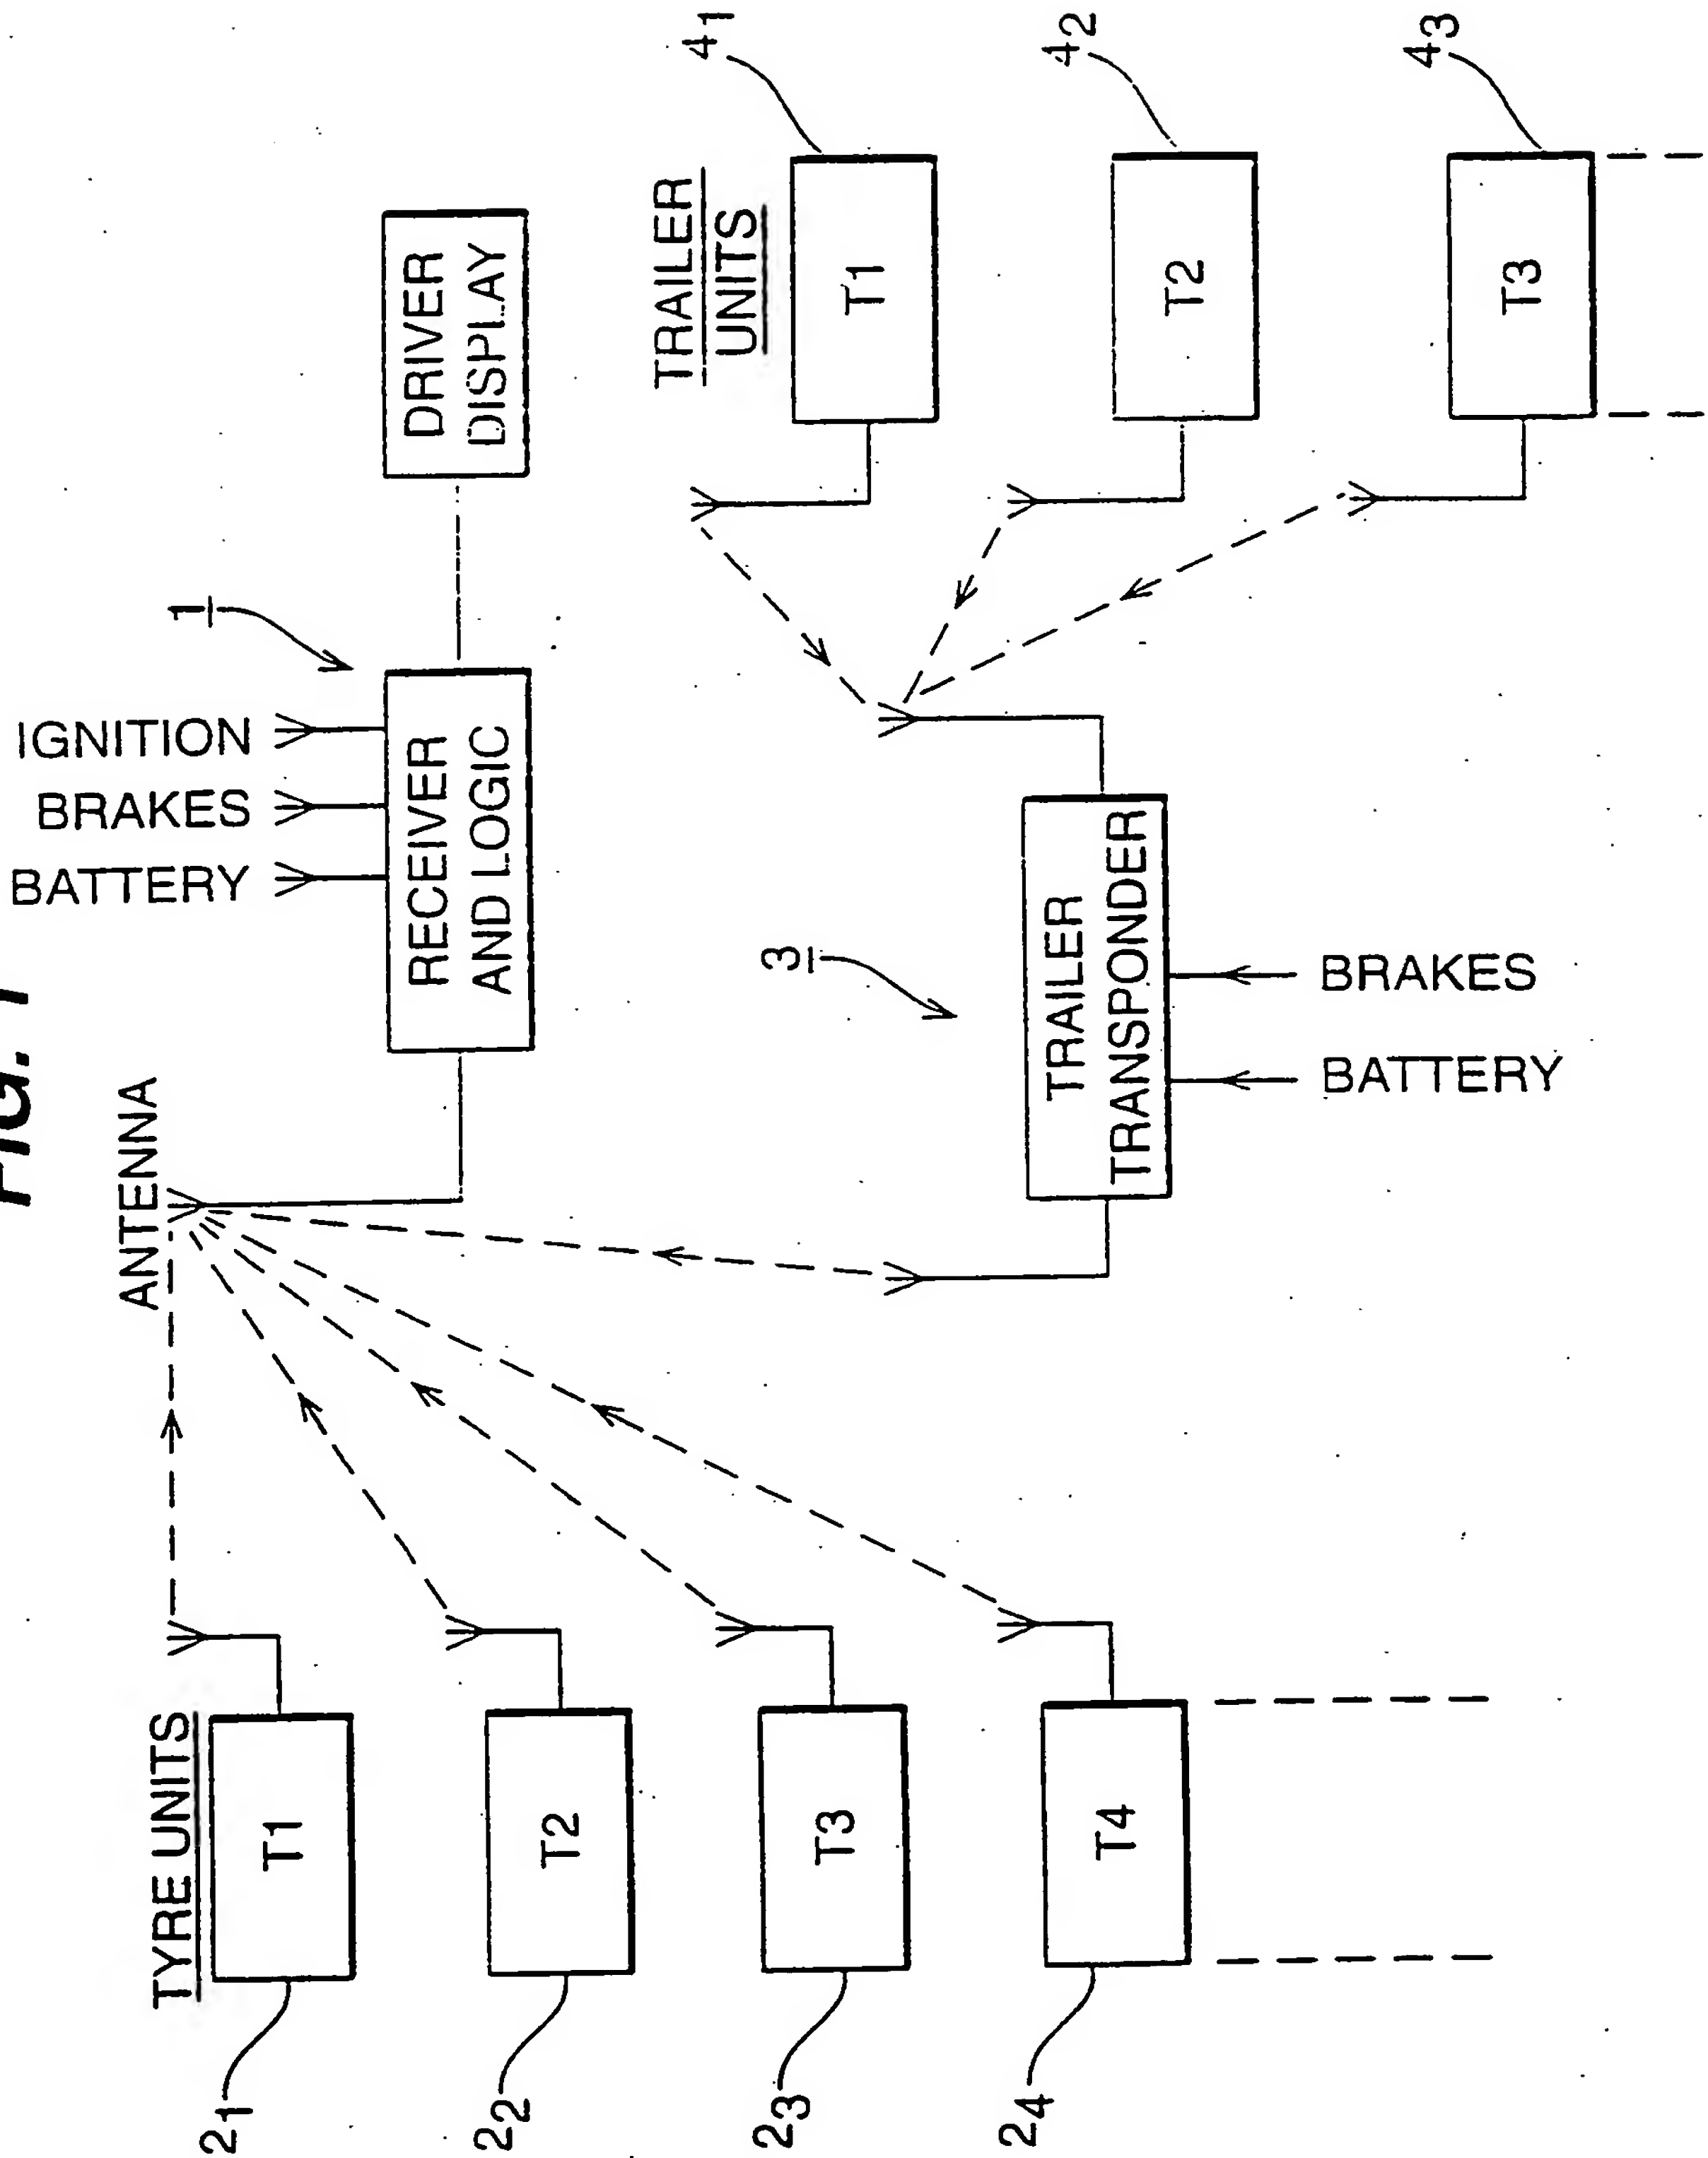 FIG. 1
ANTENNA
IGNITION
BRAKES
BATTERY
1
RECEIVER
AND LOGIC
DRIVER
DISPLAY
TYRE UNITS
T1
T2
T3
T4
21
22
23
24
3
TRAILER
TRANSPONDER
BRAKES
BATTERY
TRAILER
UNITS
T1
T2
T3
41
42
43